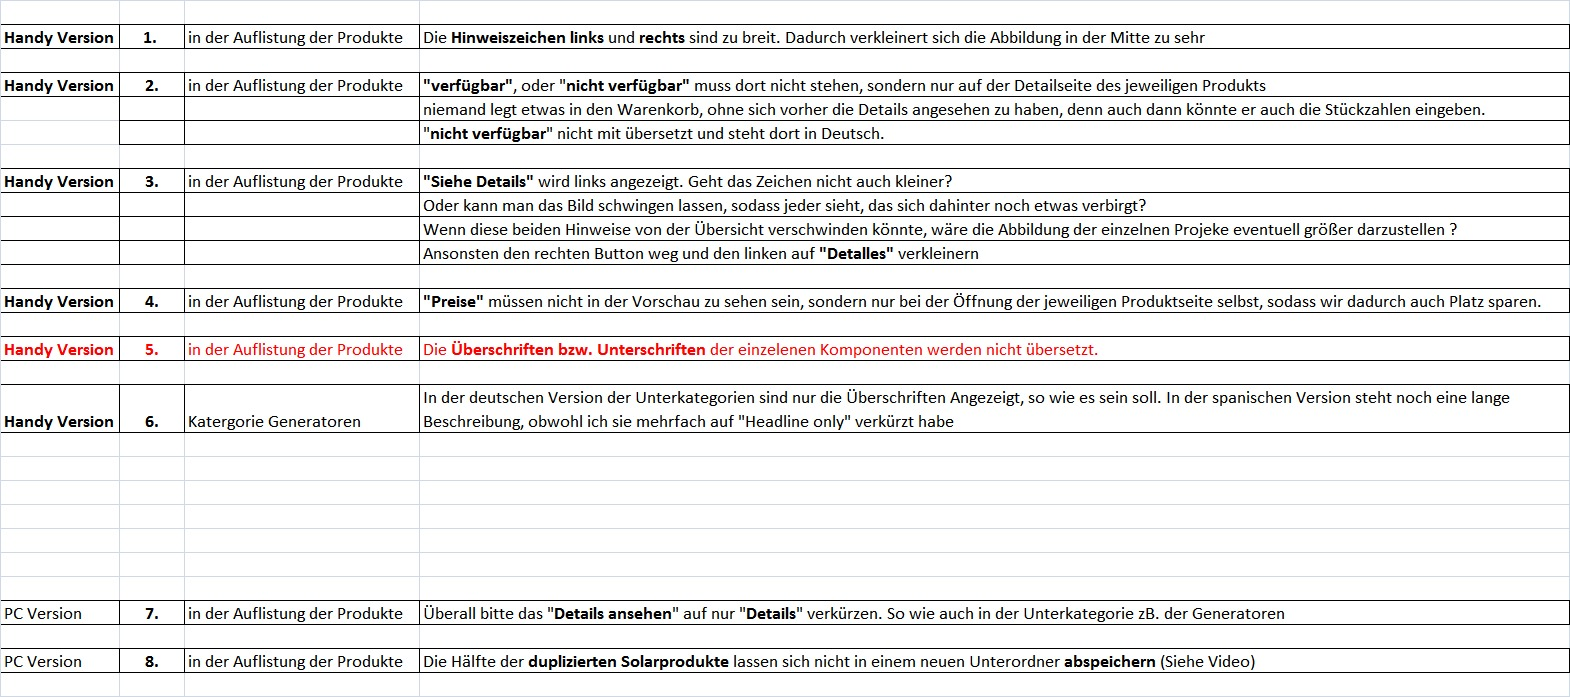 Handy Version 1. in der Auflistung der Produkte Die Hinweiszeichen links und rechts sind zu breit. Dadurch verkleinert sich die Abbildung in der Mitte zu sehr
Handy Version 2. in der Auflistung der Produkte "verfügbar", oder "nicht verfügbar" muss dort nicht stehen, sondern nur auf der Detailseite des jeweiligen Produkts
niemand legt etwas in den Warenkorb, ohne sich vorher die Details angesehen zu haben, denn auch dann könnte er auch die Stückzahlen eingeben.
"nicht verfügbar" nicht mit übersetzt und steht dort in Deutsch.
Handy Version 3. in der Auflistung der Produkte "Siehe Details" wird links angezeigt. Geht das Zeichen nicht auch kleiner?
Oder kann man das Bild schwingen lassen, sodass jeder sieht, das sich dahinter noch etwas verbirgt?
Wenn diese beiden Hinweise von der Übersicht verschwinden könnte, wäre die Abbildung der einzelnen Projeke eventuell größer darzustellen ?
Ansonsten den rechten Button weg und den linken auf "Detalles" verkleinern
Handy Version 4. in der Auflistung der Produkte "Preise" müssen nicht in der Vorschau zu sehen sein, sondern nur bei der Öffnung der jeweiligen Produktseite selbst, sodass wir dadurch auch Platz sparen.
Handy Version 5. in der Auflistung der Produkte Die Überschriften bzw. Unterschriften der einzelenen Komponenten werden nicht übersetzt.
In der deutschen Version der Unterkategorien sind nur die Überschriften Angezeigt, so wie es sein soll. In der spanischen Version steht noch eine lange
Handy Version 6. Katergorie Generatoren Beschreibung, obwohl ich sie mehrfach auf "Headline only" verkürzt habe
PC Version 7. in der Auflistung der Produkte Überall bitte das "Details ansehen" auf nur "Details" verkürzen. So wie auch in der Unterkategorie zB. der Generatoren
PC Version 8. in der Auflistung der Produkte Die Hälfte der duplizierten Solarprodukte lassen sich nicht in einem neuen Unterordner abspeichern (Siehe Video)